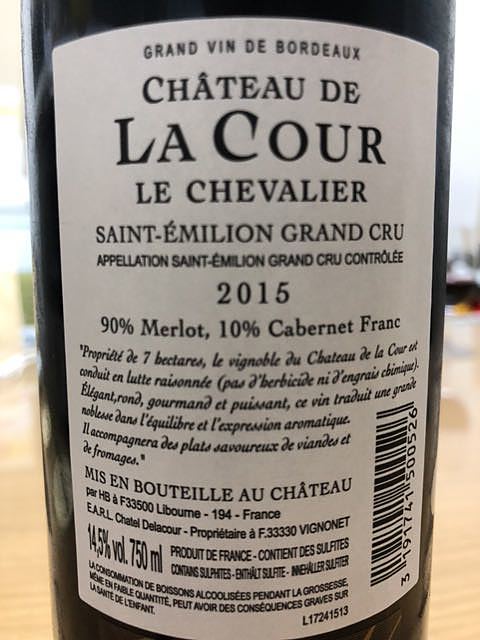 GRAND VIN DE BORDEAUX
CHÂTEAU DE
LA COUR
LE CHEVALIER
SAINT-ÉMILION GRAND CRU
APPELLATION SAINT-ÉMILION GRAND CRU CONTRÔLÉE
2015
90% Merlot, 10% Cabernet Franc
"Propriété de 7 hectares, le vignoble du Chateau de la Cour est
conduit en lutte raisonnée (pas d'herbicide ni d'engrais chimique).
Élégant,rond, gourmand et puissant, ce vin traduit une grande
noblesse dans l'équilibre et l'expression aromatique.
Il accompagnera des plats savoureux de viandes et
de fromages."
MIS EN BOUTEILLE AU CHÂTEAU
par HB à F33500 Libourne - 194 - France
E.A.R.L. Chatel Delacour - Propriétaire à F.33330 VIGNONET
14,5% vol. 750 ml
PRODUIT DE FRANCE - CONTIENT DES SULFITES
CONTAINS SULPHITES - ENTHÄLT SULFITE - INNEHÅLLER SULFITER
LA CONSOMMATION DE BOISSONS ALCOOLISÉES PENDANT LA GROSSESSE,
MÊME EN FAIBLE QUANTITÉ, PEUT AVOIR DES CONSÉQUENCES GRAVES SUR
LA SANTÉ DE L'ENFANT.
L17241513
3 191741 500526